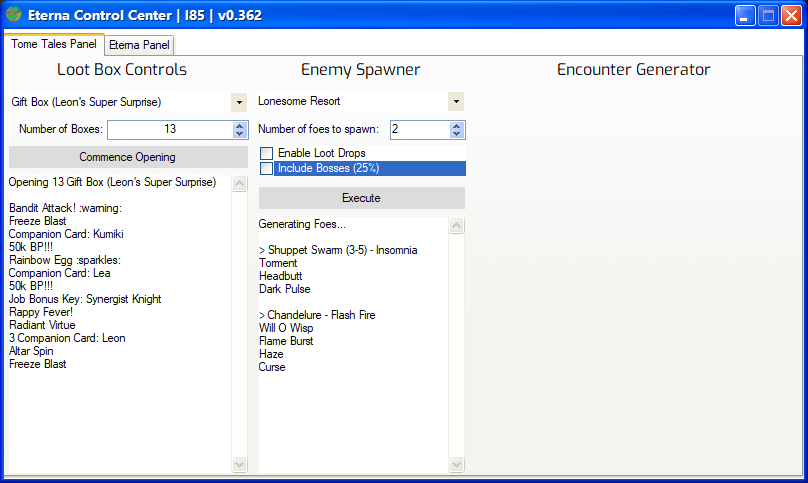 Eterna Control Center | I85 | v0.362
Tome Tales Panel
Eterna Panel
Loot Box Controls
Enemy Spawner
Encounter Generator
Gift Box (Leon's Super Surprise)
Number of Boxes: 13
Commence Opening
Opening 13 Gift Box (Leon's Super Surprise)
Bandit Attack! :warning:
Freeze Blast
Companion Card: Kumiki
50k BP!!!
Rainbow Egg :sparkles:
Companion Card: Lea
50k BP!!!
Job Bonus Key: Synergist Knight
Rappy Fever!
Radiant Virtue
3 Companion Card: Leon
Altar Spin
Freeze Blast
Lonesome Resort
Number of foes to spawn: 2
Enable Loot Drops
Include Bosses (25%)
Execute
Generating Foes...
> Shuppet Swarm (3-5) - Insomnia
Torment
Headbutt
Dark Pulse
> Chandelure - Flash Fire
Will O Wisp
Flame Burst
Haze
Curse